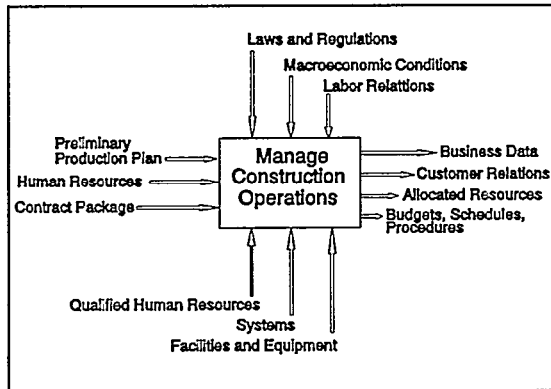 Laws and Regulations
Macroeconomic Conditions
Labor Relattions
Preliminary
Production Plan
Human Resources
Contract Package
Manage
Construction
Operations
Business Data
Customer Relations
Allocated Resources
Budgets, Schedules,
Procedures
Qualified Human Resources
Systems
Facilities and Equipment